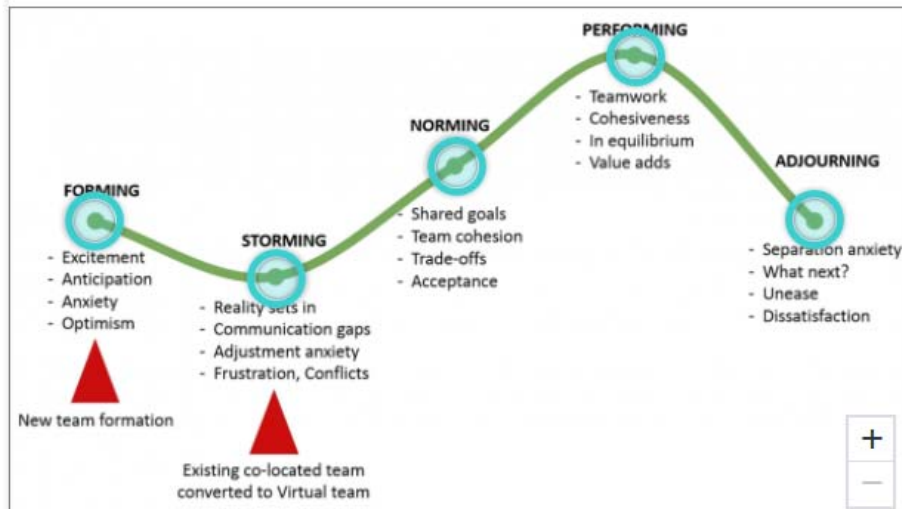 PERFORMING
- Teamwork
- Cohesiveness
- In equilibrium
- Value adds
NORMING
- Shared goals
- Team cohesion
- Trade-offs
- Acceptance
ADJOURNING
- Separation anxiety
- What next?
- Unease
- Dissatisfaction
FORMING
- Excitement
- Anticipation
- Anxiety
- Optimism
STORMING
- Reality sets in
- Communication gaps
- Adjustment anxiety
- Frustration, Conflicts
New team formation
Existing co-located team
converted to Virtual team
+
−